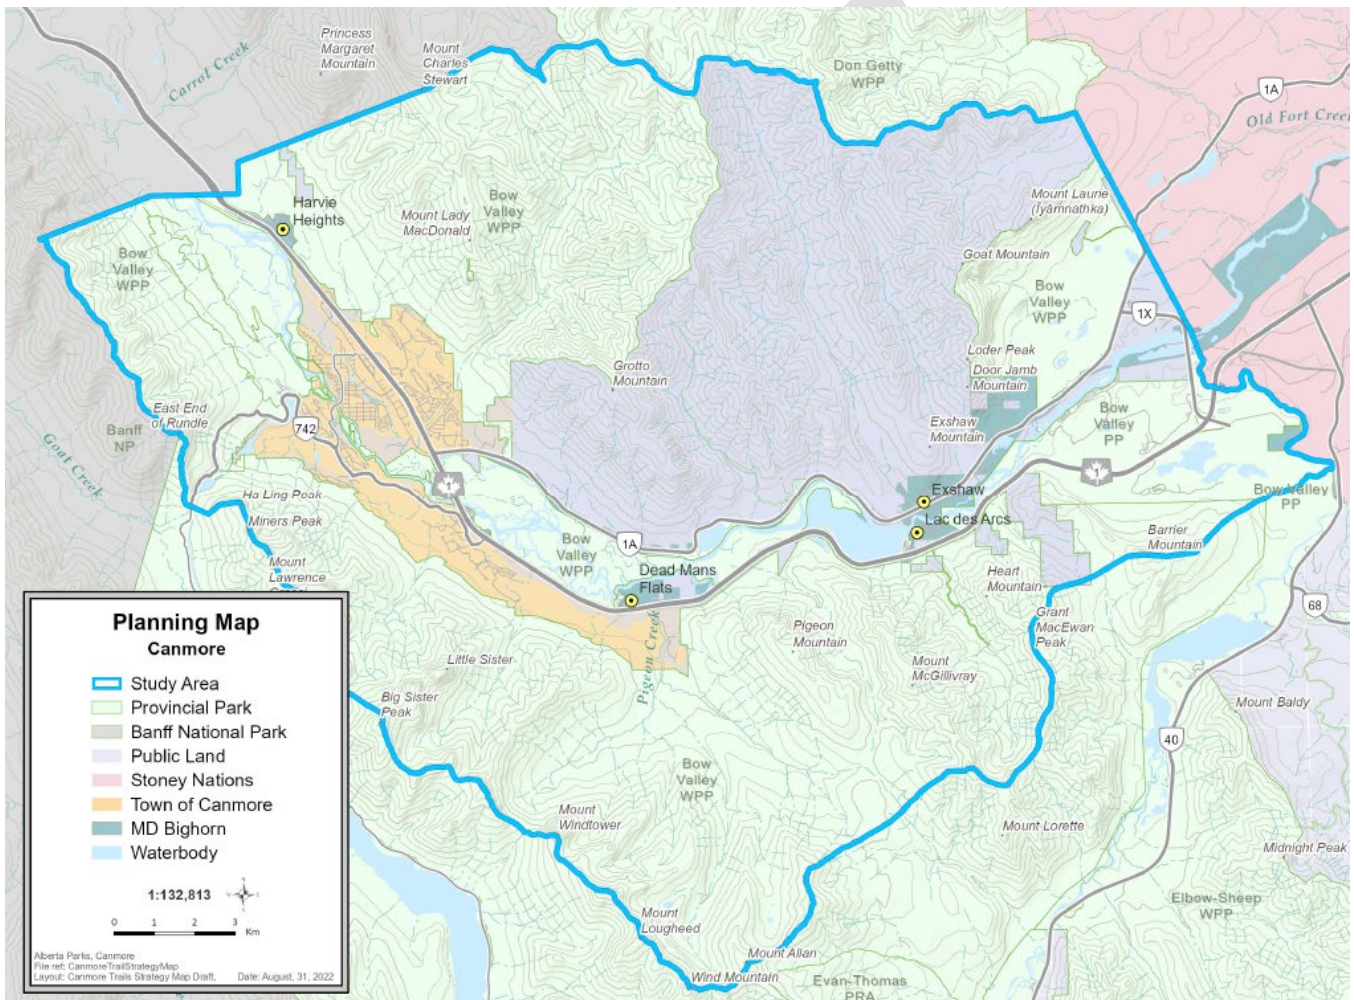 Princess
Margaret
Mountain
Mount
Charles
Stewart
Carrot Creek
Don Getty
WPP
1A
Old Fort Creek
Harvie
Heights
Bow
Valley
WPP
Mount Lady
MacDonald
Mount Laurie
(Îyâmnathka)
Bow
Valley
WPP
Goat Mountain
Bow
Valley
WPP
1X
Grotto
Mountain
Loder Peak
Door Jamb
Mountain
East End
of Rundle
742
Banff
NP
Goat Creek
Exshaw
Mountain
Bow
Valley
PP
1
1
Ha Ling Peak
Miners Peak
Exshaw
Lac des Arcs
Bow Valley
PP
Bow
Valley
WPP
1A
Barrier
Mountain
Mount
Lawrence
Dead Mans
Flats
Heart
Mountain
Grant
MacEwan
Peak
68
Pigeon Creek
Pigeon
Mountain
Little Sister
Mount
McGillivray
Big Sister
Peak
Mount Baldy
40
Bow
Valley
WPP
Mount
Windtower
Mount Lorette
Midnight Peak
Elbow-Sheep
WPP
Mount
Lougheed
Mount Allan
Wind Mountain
Evan-Thomas
PRA
Planning Map
Canmore
Study Area
Provincial Park
Banff National Park
Public Land
Stoney Nations
Town of Canmore
MD Bighorn
Waterbody
1:132,813
0 1 2 3
Km
Alberta Parks, Canmore
File ref: CanmoreTrailStrategyMap
Layout: Canmore Trails Strategy Map Draft. Date: August, 31, 2022